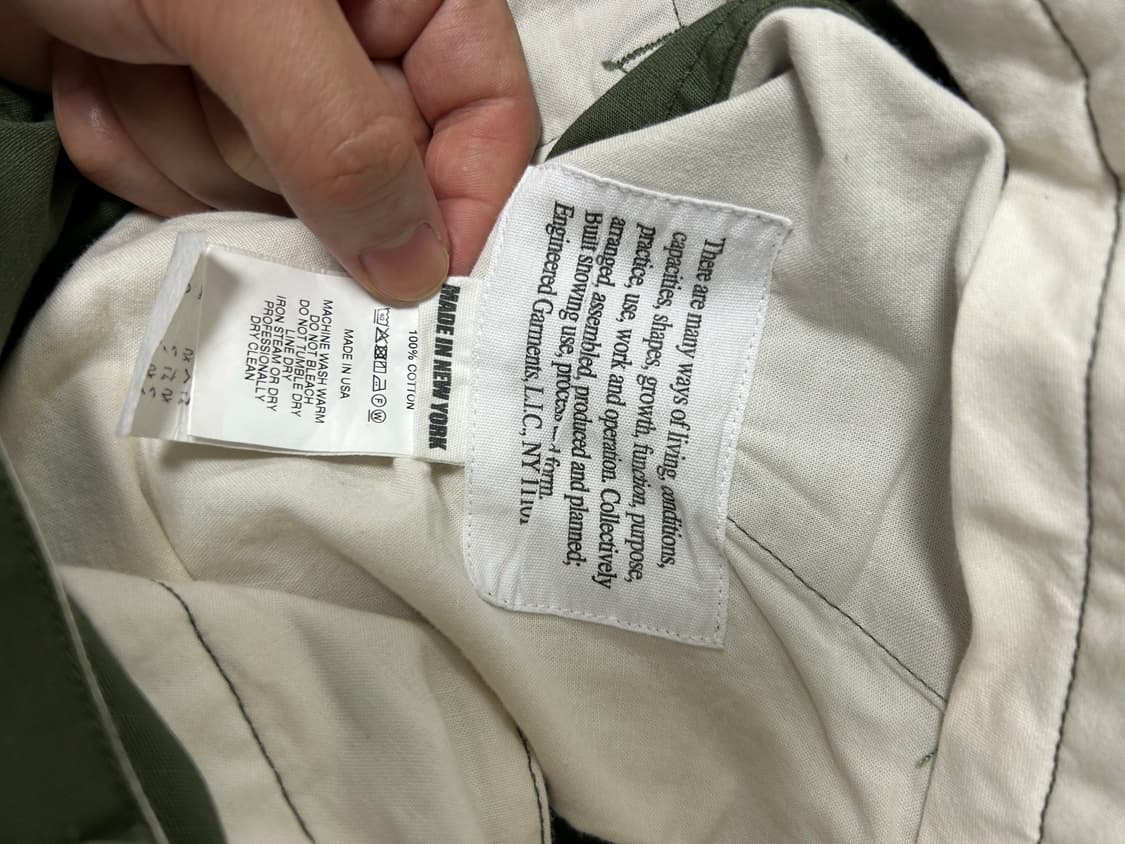 There are many ways of living, conditions,
capacities, shapes, growth, function, purpose,
practice, use, work and operation. Collectively
arranged, assembled, produced and planned;
Built showing use, process form.
Engineered Garments, L.I.C., NY
MADE IN NEW YORK
100% COTTON
MADE IN USA
MACHINE WASH WARM
DO NOT BLEACH
DO NOT TUMBLE DRY
LINE DRY
IRON STEAM OR DRY
PROFESSIONALLY
DRY CLEAN